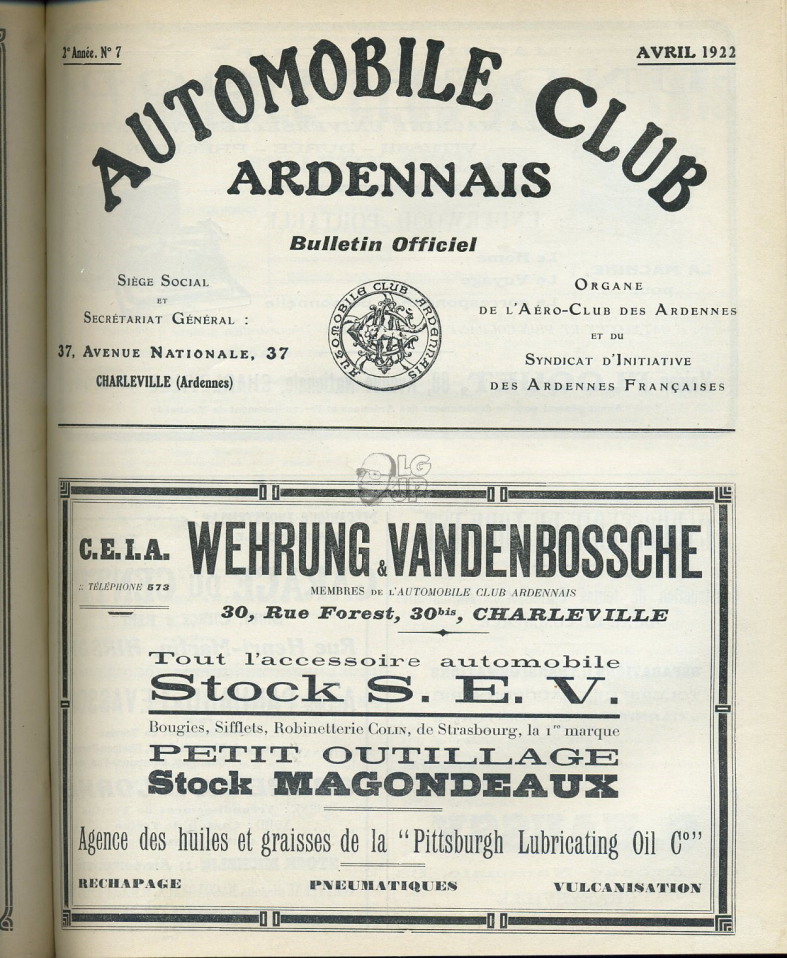 2e Année. N° 7
AVRIL 1922
AUTOMOBILE CLUB
ARDENNAIS
Bulletin Officiel
Siège Social
et
Secrétariat Général :
37, Avenue Nationale, 37
CHARLEVILLE (Ardennes)
AUTOMOBILE CLUB ARDENNAIS
Organe
de l'Aéro-Club des Ardennes
et du
Syndicat d'Initiative
des Ardennes Françaises
LG
JP
C.E.I.A.
:: TÉLÉPHONE 573
WEHRUNG & VANDENBOSSCHE
MEMBRES DE L'AUTOMOBILE CLUB ARDENNAIS
30, Rue Forest, 30bis, CHARLEVILLE
Tout l'accessoire automobile
Stock S. E. V.
Bougies, Sifflets, Robinetterie COLIN, de Strasbourg, la 1re marque
PETIT OUTILLAGE
Stock MAGONDEAUX
Agence des huiles et graisses de la “Pittsburgh Lubricating Oil Co”
RECHAPAGE PNEUMATIQUES VULCANISATION